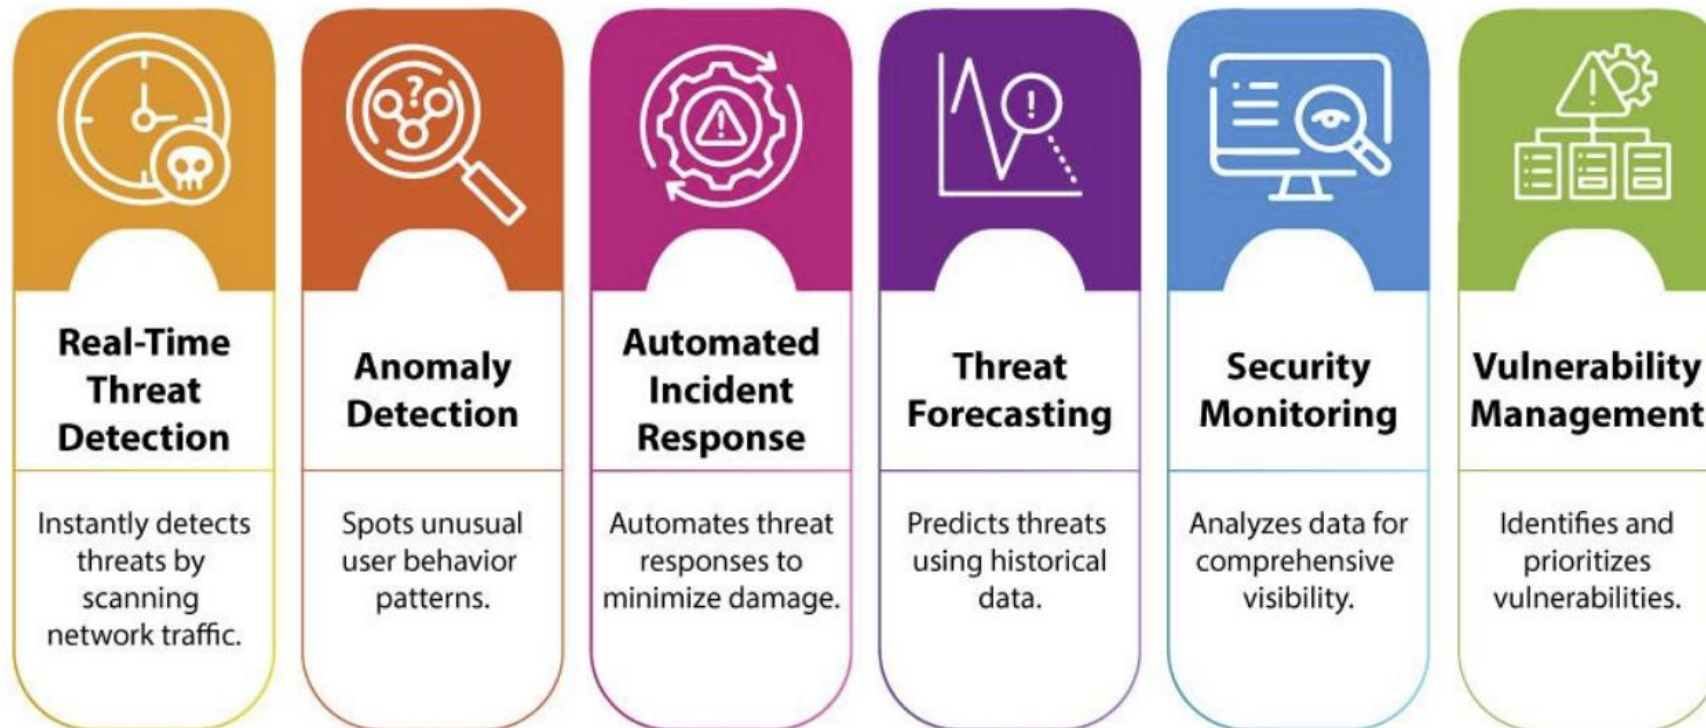 Real-Time
Threat
Detection
Instantly detects
threats by
scanning
network traffic.
Anomaly
Detection
Spots unusual
user behavior
patterns.
Automated
Incident
Response
Automates threat
responses to
minimize damage.
Threat
Forecasting
Predicts threats
using historical
data.
Security
Monitoring
Analyzes data for
comprehensive
visibility.
Vulnerability
Management
Identifies and
prioritizes
vulnerabilities.